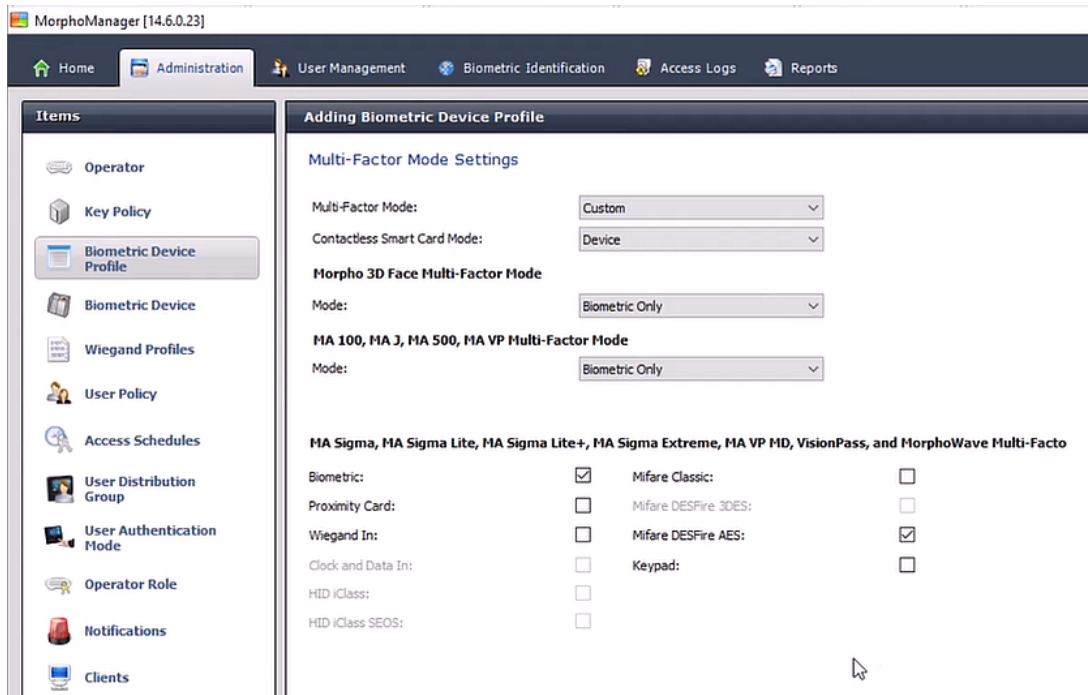 MorphoManager [14.6.0.23]
Home
Administration
User Management
Biometric Identification
Access Logs
Reports
Items
Operator
Key Policy
Biometric Device
Profile
Biometric Device
Wiegand Profiles
User Policy
Access Schedules
User Distribution
Group
User Authentication
Mode
Operator Role
Notifications
Clients
Adding Biometric Device Profile
Multi-Factor Mode Settings
Multi-Factor Mode: Custom
Contactless Smart Card Mode: Device
Morpho 3D Face Multi-Factor Mode
Mode: Biometric Only
MA 100, MA J, MA 500, MA VP Multi-Factor Mode
Mode: Biometric Only
MA Sigma, MA Sigma Lite, MA Sigma Lite+, MA Sigma Extreme, MA VP MD, VisionPass, and MorphoWave Multi-Facto
Biometric: Mifare Classic:
Proximity Card: Mifare DESFire 3DES:
Wiegand In: Mifare DESFire AES:
Clock and Data In: Keypad:
HID iClass:
HID iClass SEOS: